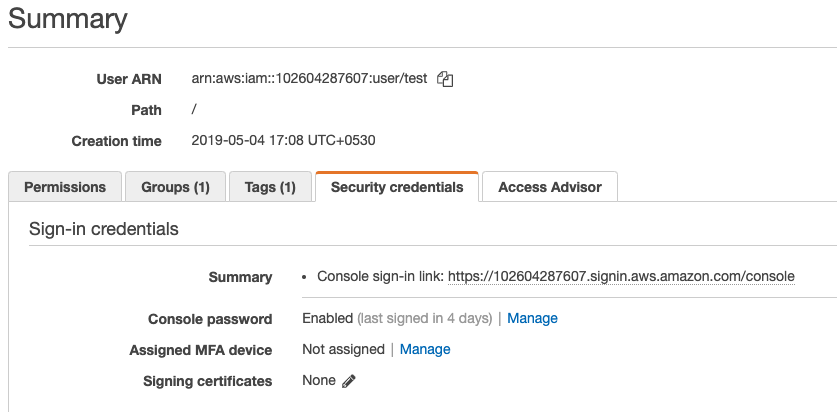 Summary
User ARN arn:aws:iam::102604287607:user/test
Path /
Creation time 2019-05-04 17:08 UTC+0530
Permissions Groups (1) Tags (1) Security credentials Access Advisor
Sign-in credentials
Summary • Console sign-in link: https://102604287607.signin.aws.amazon.com/console
Console password Enabled (last signed in 4 days) | Manage
Assigned MFA device Not assigned | Manage
Signing certificates None